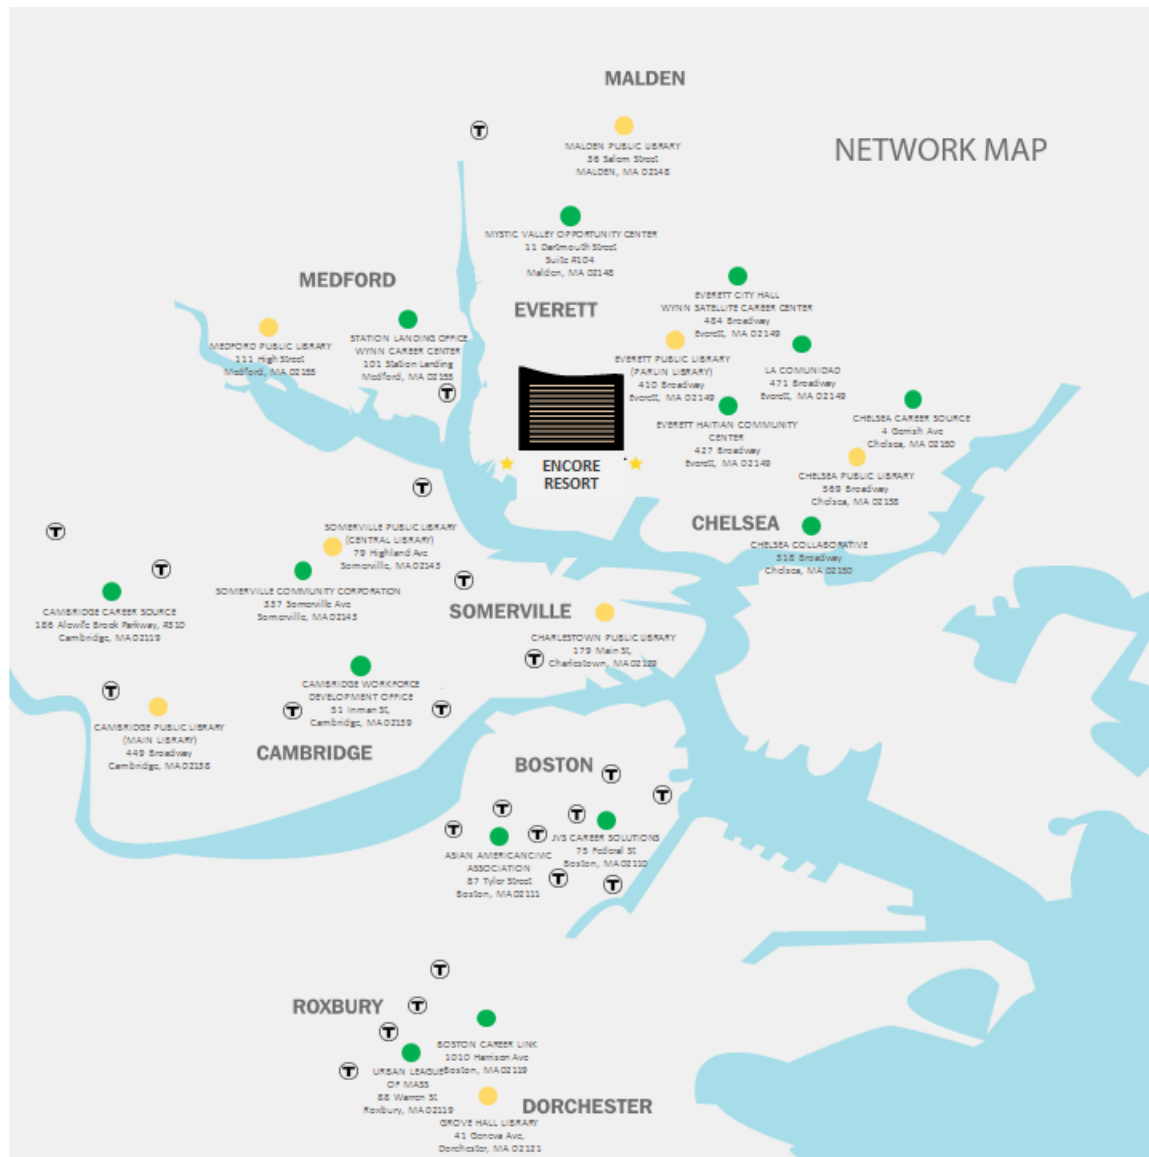 MALDEN
NETWORK MAP
MALDEN PUBLIC LIBRARY
36 Salem Street
MALDEN, MA 02148
MYSTIC VALLEY OPPORTUNITY CENTER
11 Dartmouth Street
Suite #104
Malden, MA 02148
MEDFORD
EVERETT
EVERETT CITY HALL
WYNN SATELLITE CAREER CENTER
484 Broadway
Everett, MA 02149
MEDFORD PUBLIC LIBRARY
111 High Street
Medford, MA 02155
STATION LANDING OFFICE
WYNN CAREER CENTER
101 Station Landing
Medford, MA 02155
EVERETT PUBLIC LIBRARY
(PARLIN LIBRARY)
410 Broadway
Everett, MA 02149
LA COMUNIDAD
471 Broadway
Everett, MA 02149
EVERETT HAITIAN COMMUNITY
CENTER
427 Broadway
Everett, MA 02149
CHELSEA CAREER SOURCE
4 Gerrish Ave
Chelsea, MA 02150
ENCORE
RESORT
CHELSEA PUBLIC LIBRARY
569 Broadway
Chelsea, MA 02158
CHELSEA
CHELSEA COLLABORATIVE
318 Broadway
Chelsea, MA 02150
SOMERVILLE PUBLIC LIBRARY
(CENTRAL LIBRARY)
79 Highland Ave
Somerville, MA 02143
SOMERVILLE COMMUNITY CORPORATION
337 Somerville Ave
Somerville, MA 02143
CAMBRIDGE CAREER SOURCE
186 Alewife Brook Parkway, #310
Cambridge, MA 02119
SOMERVILLE
CHARLESTOWN PUBLIC LIBRARY
179 Main St,
Charlestown, MA 02129
CAMBRIDGE WORKFORCE
DEVELOPMENT OFFICE
51 Inman St,
Cambridge, MA 02139
CAMBRIDGE PUBLIC LIBRARY
(MAIN LIBRARY)
449 Broadway
Cambridge, MA 02138
CAMBRIDGE
BOSTON
JVS CAREER SOLUTIONS
75 Federal St
Boston, MA 02110
ASIAN AMERICAN CIVIC
ASSOCIATION
87 Tyler Street
Boston, MA 02111
ROXBURY
BOSTON CAREER LINK
1010 Harrison Ave
Boston, MA 02119
URBAN LEAGUE
OF MASS
88 Warren St
Roxbury, MA 02119
DORCHESTER
GROVE HALL LIBRARY
41 Geneva Ave,
Dorchester, MA 02121